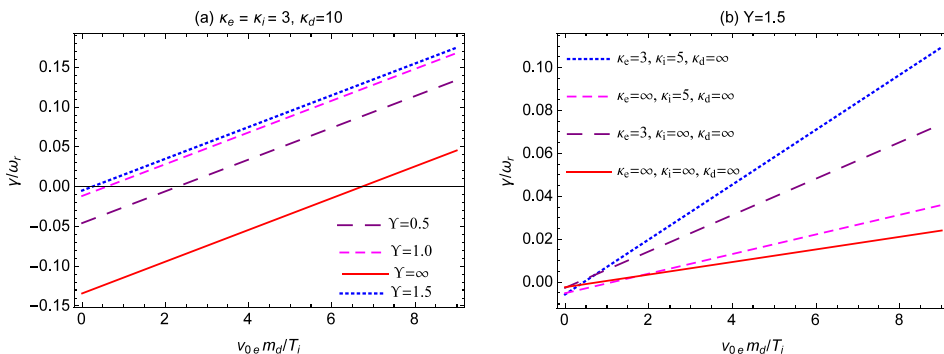 (a) κe = κi = 3, κd=10
(b) Υ=1.5
γ/ωr
0.15
0.10
0.05
0.00
−0.05
−0.10
−0.15
Υ=0.5
Υ=1.0
Υ=∞
Υ=1.5
0
2
4
6
8
v0e md/Ti
γ/ωr
0.10
0.08
0.06
0.04
0.02
0.00
κe=3, κi=5, κd=∞
κe=∞, κi=5, κd=∞
κe=3, κi=∞, κd=∞
κe=∞, κi=∞, κd=∞
0
2
4
6
8
v0e md/Ti